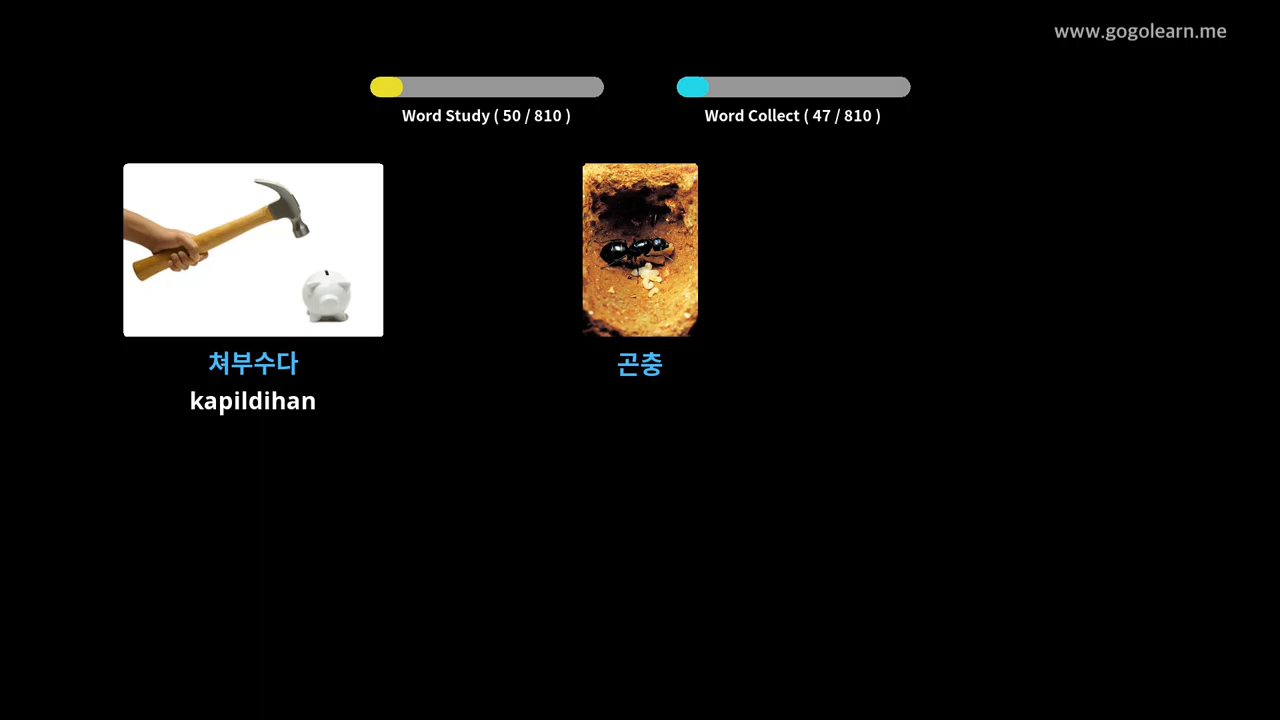 www.gogolearn.me
Word Study ( 50 / 810 )
Word Collect ( 47 / 810 )
쳐부수다
kapildihan
곤충